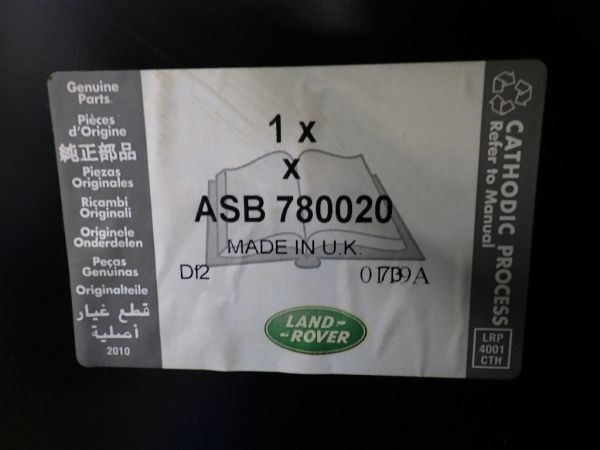 Genuine
Parts
Pièces
d'Origine
純正部品
Piezas
Originales
Ricambi
Originali
Originele
Onderdelen
Peças
Genuinas
Originalteile
قطع غيار
أصلية
2010
1 x
x
ASB 780020
MADE IN U.K.
Df2
LAND-
-ROVER
CATHODIC PROCESS
Refer to Manual
LRP
4001
CTH